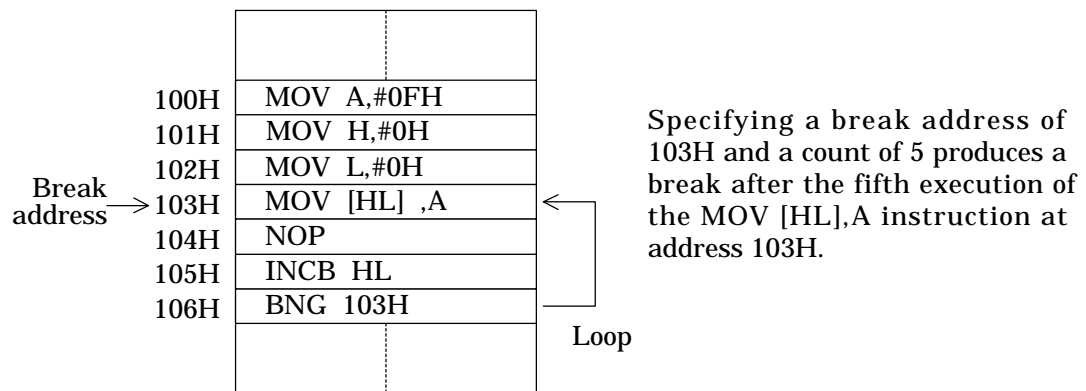 100H MOV A,#0FH
101H MOV H,#0H
102H MOV L,#0H
Break address 103H MOV [HL] ,A
104H NOP
105H INCB HL
106H BNG 103H
Loop
Specifying a break address of
103H and a count of 5 produces a
break after the fifth execution of
the MOV [HL],A instruction at
address 103H.